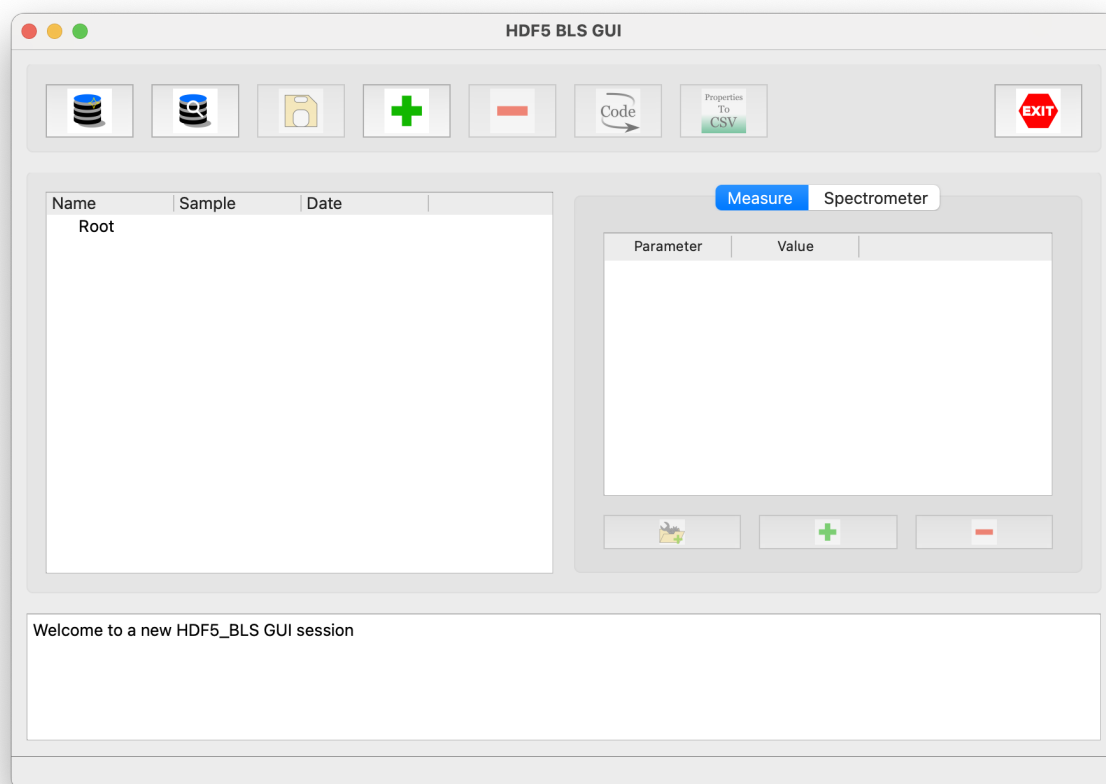 HDF5 BLS GUI
Code
Properties
To
CSV
EXIT
Name Sample Date
Root
Measure Spectrometer
Parameter Value
Welcome to a new HDF5_BLS GUI session